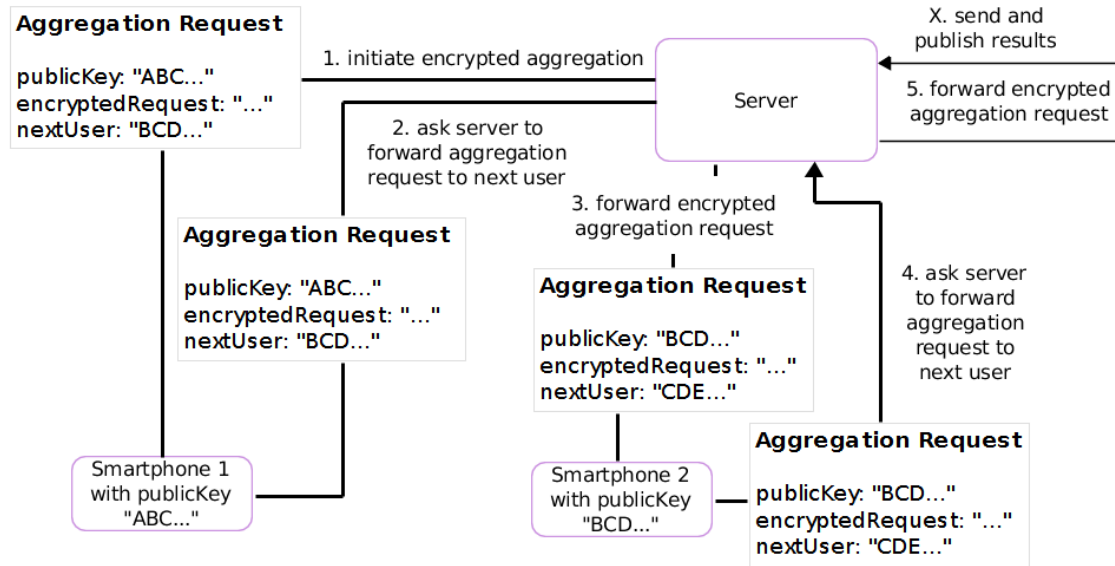 Aggregation Request
publicKey: "ABC..."
encryptedRequest: "..."
nextUser: "BCD..."
1. initiate encrypted aggregation
Server
X. send and
publish results
5. forward encrypted
aggregation request
2. ask server to
forward aggregation
request to next user
3. forward encrypted
aggregation request
Aggregation Request
publicKey: "ABC..."
encryptedRequest: "..."
nextUser: "BCD..."
Aggregation Request
publicKey: "BCD..."
encryptedRequest: "..."
nextUser: "CDE..."
4. ask server
to forward
aggregation
request to
next user
Smartphone 1
with publicKey
"ABC..."
Smartphone 2
with publicKey
"BCD..."
Aggregation Request
publicKey: "BCD..."
encryptedRequest: "..."
nextUser: "CDE..."